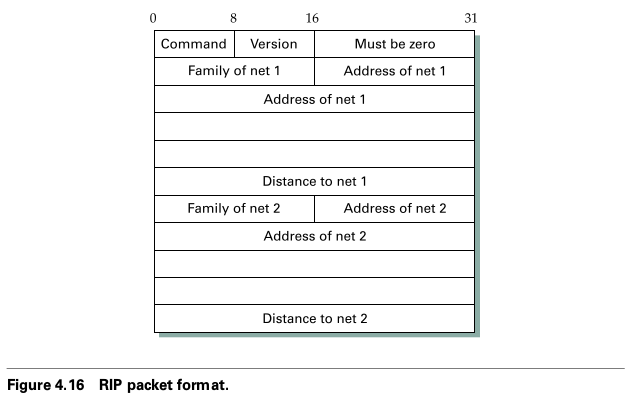 0 8 16 31
Command Version Must be zero
Family of net 1 Address of net 1
Address of net 1
Distance to net 1
Family of net 2 Address of net 2
Address of net 2
Distance to net 2
Figure 4.16 RIP packet format.